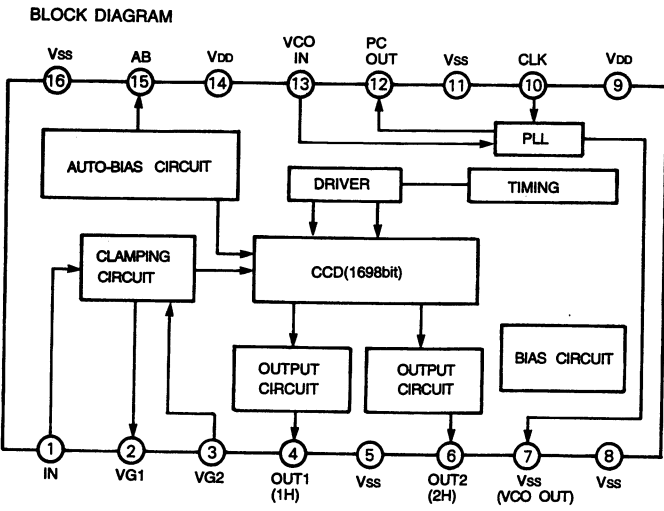 BLOCK DIAGRAM
Vss AB VDD VCO IN PC OUT Vss CLK VDD
16 15 14 13 12 11 10 9
AUTO-BIAS CIRCUIT
PLL
DRIVER
TIMING
CLAMPING
CIRCUIT
CCD(1698bit)
OUTPUT
CIRCUIT
OUTPUT
CIRCUIT
BIAS CIRCUIT
1 2 3 4 5 6 7 8
IN VG1 VG2 OUT1 (1H) Vss OUT2 (2H) Vss (VCO OUT) Vss